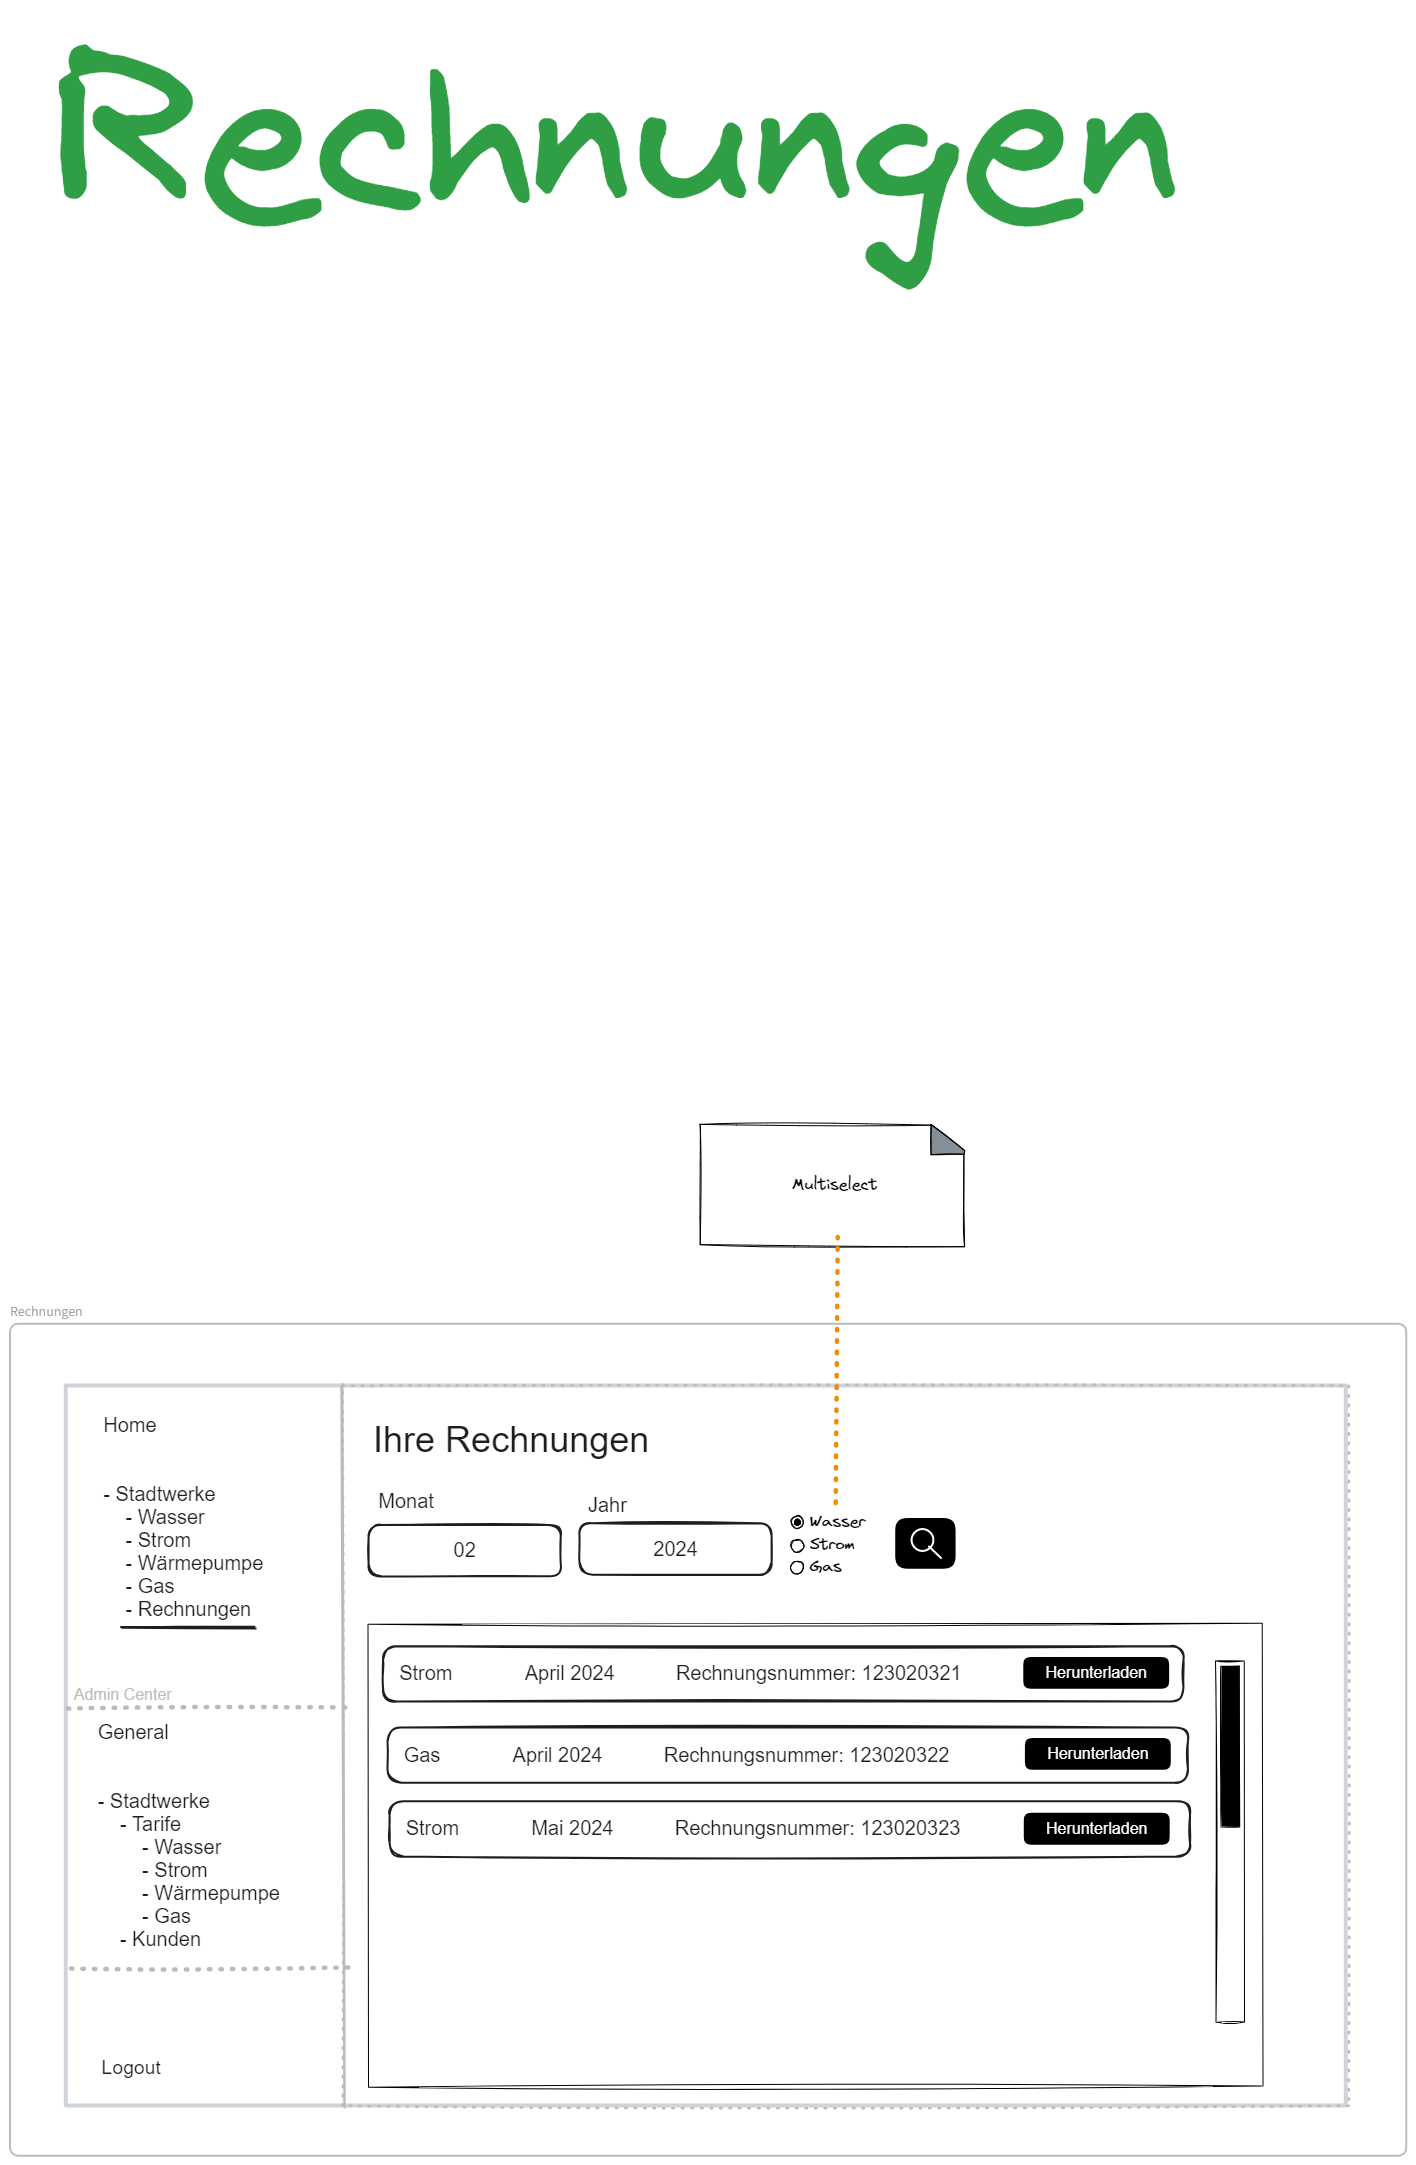 Rechnungen
Multiselect
Rechnungen
Home
- Stadtwerke
- Wasser
- Strom
- Wärmepumpe
- Gas
- Rechnungen
Admin Center
General
- Stadtwerke
- Tarife
- Wasser
- Strom
- Wärmepumpe
- Gas
- Kunden
Logout
Ihre Rechnungen
Monat
02
Jahr
2024
Wasser
Strom
Gas
Strom April 2024 Rechnungsnummer: 123020321 Herunterladen
Gas April 2024 Rechnungsnummer: 123020322 Herunterladen
Strom Mai 2024 Rechnungsnummer: 123020323 Herunterladen